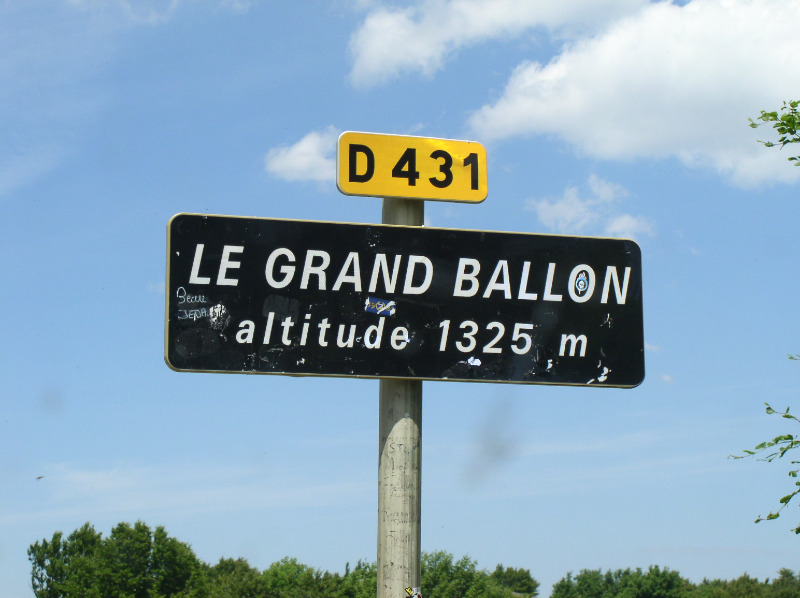 D 431
LE GRAND BALLON
altitude 1325 m